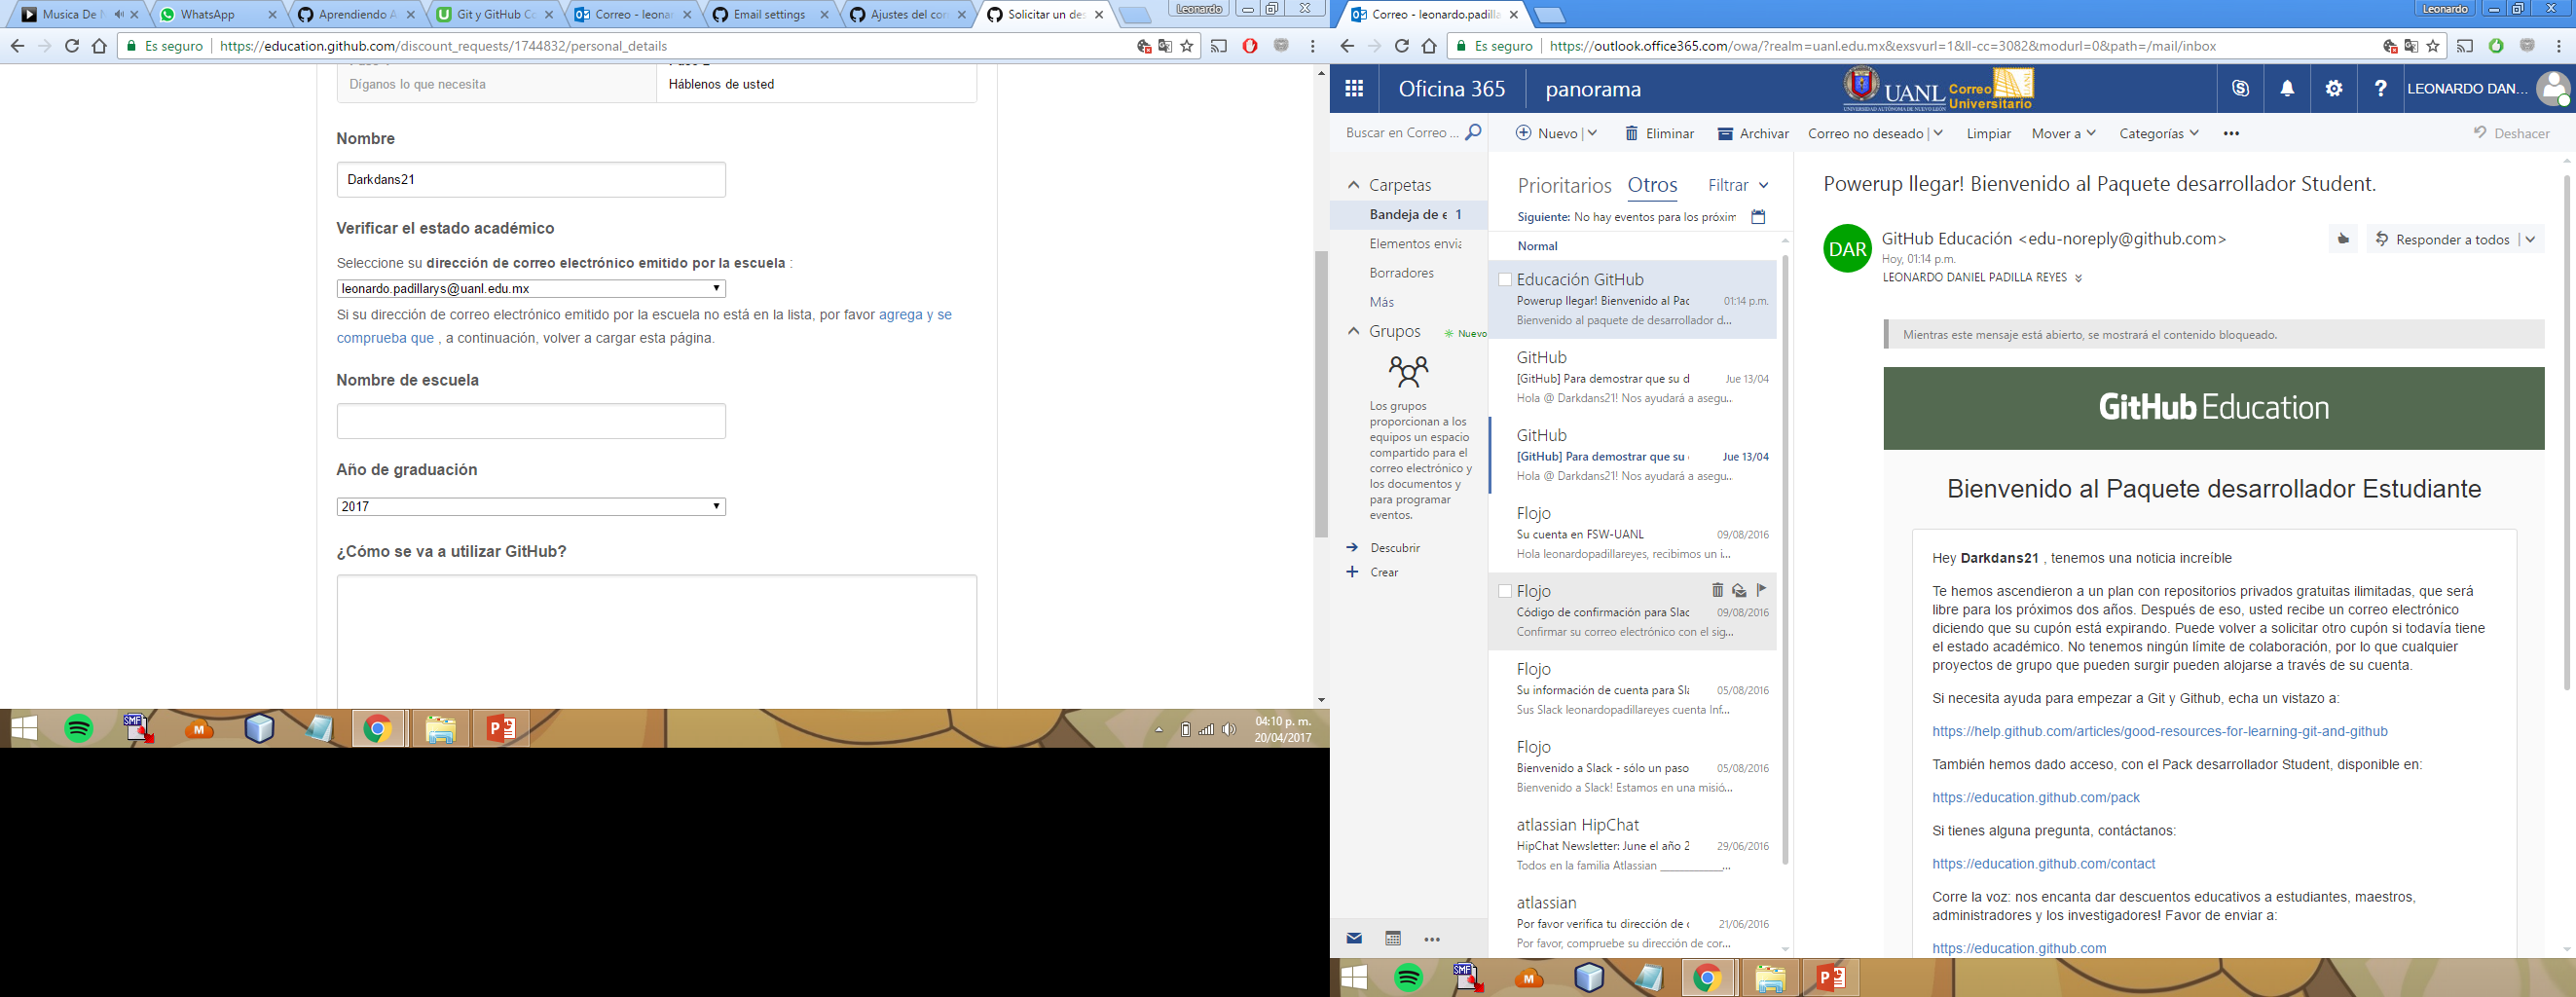 Musica De N
WhatsApp
Aprendiendo A
Git y GitHub Co
Correo - leonar
Email settings
Ajustes del con
Solicitar un des
Leonardo
Es seguro
https://education.github.com/discount_requests/1744832/personal_details
Díganos lo que necesita
Háblenos de usted
Nombre
Darkdans21
Verificar el estado académico
Seleccione su dirección de correo electrónico emitido por la escuela :
leonardo.padillarys@uanl.edu.mx
Si su dirección de correo electrónico emitido por la escuela no está en la lista, por favor agrega y se
comprueba que , a continuación, volver a cargar esta página.
Nombre de escuela
Año de graduación
2017
¿Cómo se va a utilizar GitHub?
04:10 p. m.
20/04/2017
Correo - leonardo.padilla
Leonardo
Es seguro
https://outlook.office365.com/owa/?realm=uanl.edu.mx&exsvurl=1&ll-cc=3082&modurl=0&path=/mail/inbox
Oficina 365
panorama
UANL
UNIVERSIDAD AUTÓNOMA DE NUEVO LEÓN
Correo
Universitario
LEONARDO DAN...
Buscar en Correo ...
Nuevo
Eliminar
Archivar
Correo no deseado
Limpiar
Mover a
Categorías
Deshacer
Carpetas
Bandeja de e 1
Elementos envia
Borradores
Más
Grupos
Nuevo
Los grupos
proporcionan a los
equipos un espacio
compartido para el
correo electrónico y
los documentos y
para programar
eventos.
Descubrir
Crear
Prioritarios
Otros
Filtrar
Siguiente: No hay eventos para los próxim
Normal
Educación GitHub
Powerup llegar! Bienvenido al Pac 01:14 p.m.
Bienvenido al paquete de desarrollador d...
GitHub
[GitHub] Para demostrar que su d Jue 13/04
Hola @ Darkdans21! Nos ayudará a asegu...
GitHub
[GitHub] Para demostrar que su Jue 13/04
Hola @ Darkdans21! Nos ayudará a asegu...
Flojo
Su cuenta en FSW-UANL 09/08/2016
Hola leonardopadillareyes, recibimos un i...
Flojo
Código de confirmación para Slac 09/08/2016
Confirmar su correo electrónico con el sig...
Flojo
Su información de cuenta para Sla 05/08/2016
Sus Slack leonardopadillareyes cuenta Inf...
Flojo
Bienvenido a Slack - sólo un paso 05/08/2016
Bienvenido a Slack! Estamos en una misió...
atlassian HipChat
HipChat Newsletter: June el año 2 29/06/2016
Todos en la familia Atlassian ___________...
atlassian
Por favor verifica tu dirección de c 21/06/2016
Por favor, compruebe su dirección de cor...
Powerup llegar! Bienvenido al Paquete desarrollador Student.
DAR
GitHub Educación <edu-noreply@github.com>
Hoy, 01:14 p.m.
LEONARDO DANIEL PADILLA REYES
Responder a todos
Mientras este mensaje está abierto, se mostrará el contenido bloqueado.
GitHub Education
Bienvenido al Paquete desarrollador Estudiante
Hey Darkdans21 , tenemos una noticia increíble
Te hemos ascendieron a un plan con repositorios privados gratuitas ilimitadas, que será
libre para los próximos dos años. Después de eso, usted recibe un correo electrónico
diciendo que su cupón está expirando. Puede volver a solicitar otro cupón si todavía tiene
el estado académico. No tenemos ningún límite de colaboración, por lo que cualquier
proyectos de grupo que pueden surgir pueden alojarse a través de su cuenta.
Si necesita ayuda para empezar a Git y Github, echa un vistazo a:
https://help.github.com/articles/good-resources-for-learning-git-and-github
También hemos dado acceso, con el Pack desarrollador Student, disponible en:
https://education.github.com/pack
Si tienes alguna pregunta, contáctanos:
https://education.github.com/contact
Corre la voz: nos encanta dar descuentos educativos a estudiantes, maestros,
administradores y los investigadores! Favor de enviar a:
https://education.github.com